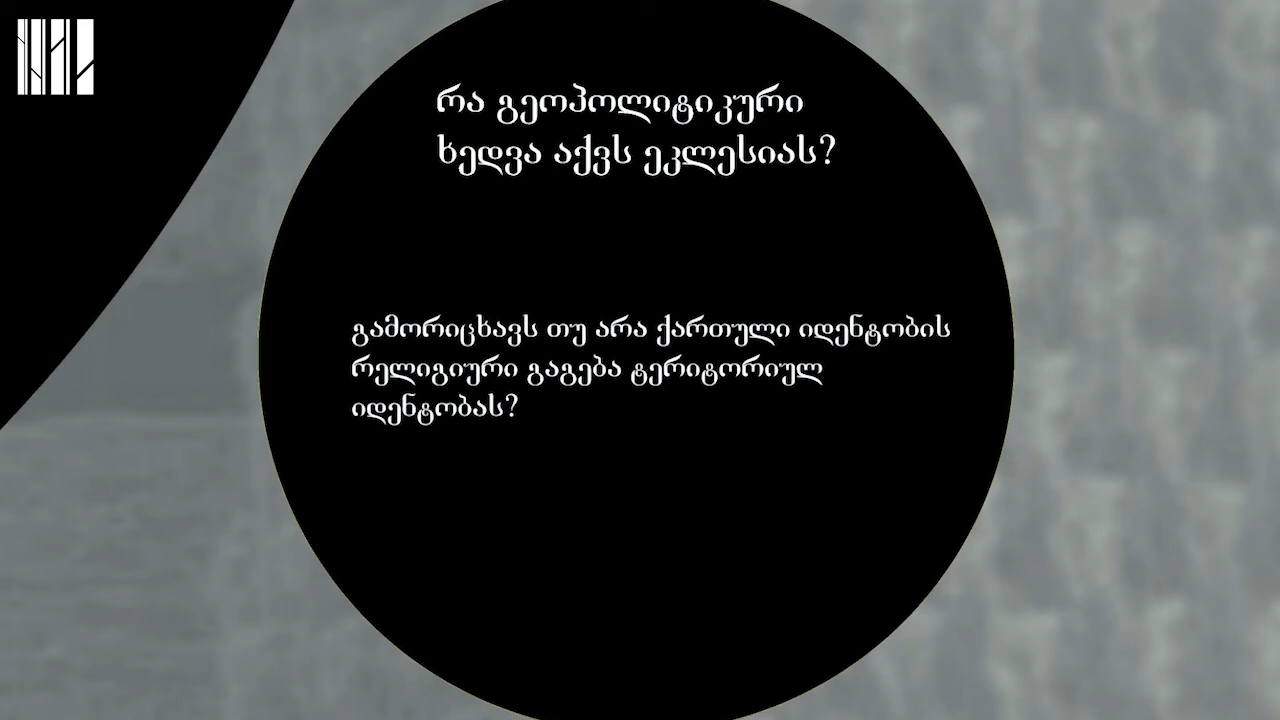 რა გეოპოლიტიკური
ხედვა აქვს ეკლესიას?
გამორიცხავს თუ არა ქართული იდენტობის
რელიგიური გაგება ტერიტორიულ
იდენტობას?